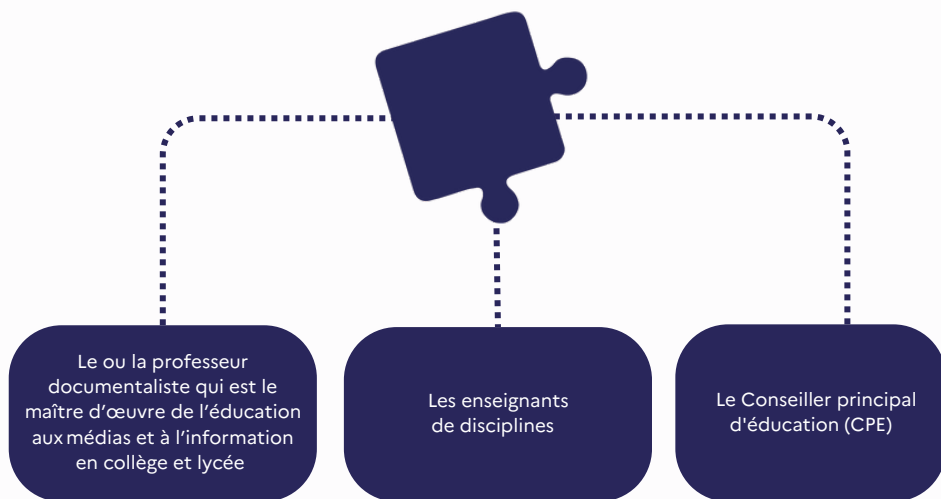 Le ou la professeur
documentaliste qui est le
maître d’œuvre de l’éducation
aux médias et à l’information
en collège et lycée
Les enseignants
de disciplines
Le Conseiller principal
d'éducation (CPE)